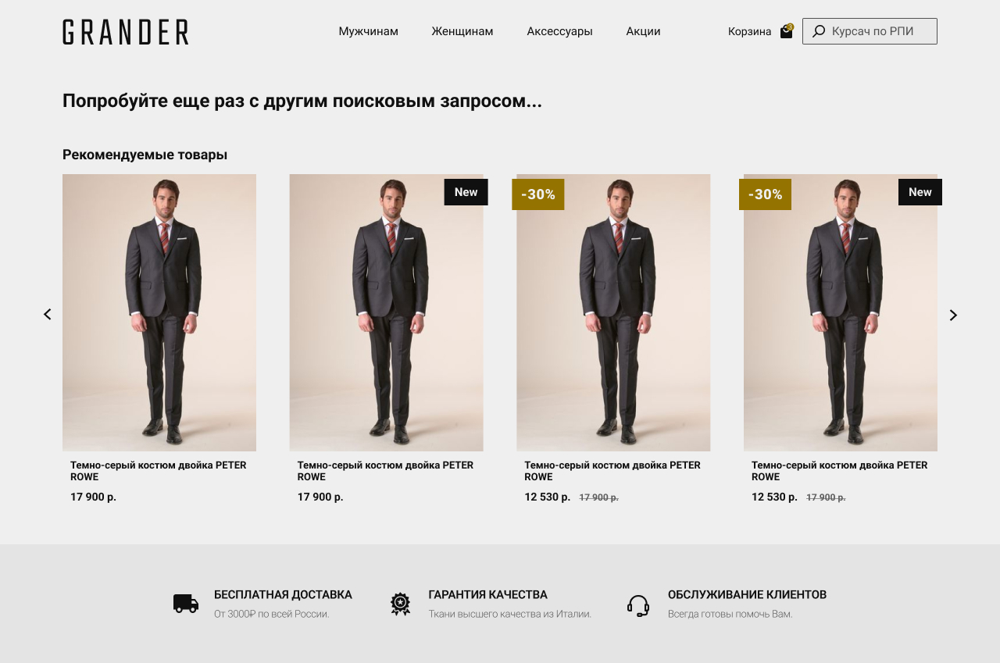 GRANDER
Мужчинам Женщинам Аксессуары Акции
Корзина 3 Курсач по РПИ
Попробуйте еще раз с другим поисковым запросом...
Рекомендуемые товары
New
-30%
-30% New
Темно-серый костюм двойка PETER
ROWE
17 900 р.
Темно-серый костюм двойка PETER
ROWE
17 900 р.
Темно-серый костюм двойка PETER
ROWE
12 530 р. 17 900 р.
Темно-серый костюм двойка PETER
ROWE
12 530 р. 17 900 р.
БЕСПЛАТНАЯ ДОСТАВКА
От 3000₽ по всей России.
ГАРАНТИЯ КАЧЕСТВА
Ткани высшего качества из Италии.
ОБСЛУЖИВАНИЕ КЛИЕНТОВ
Всегда готовы помочь Вам.